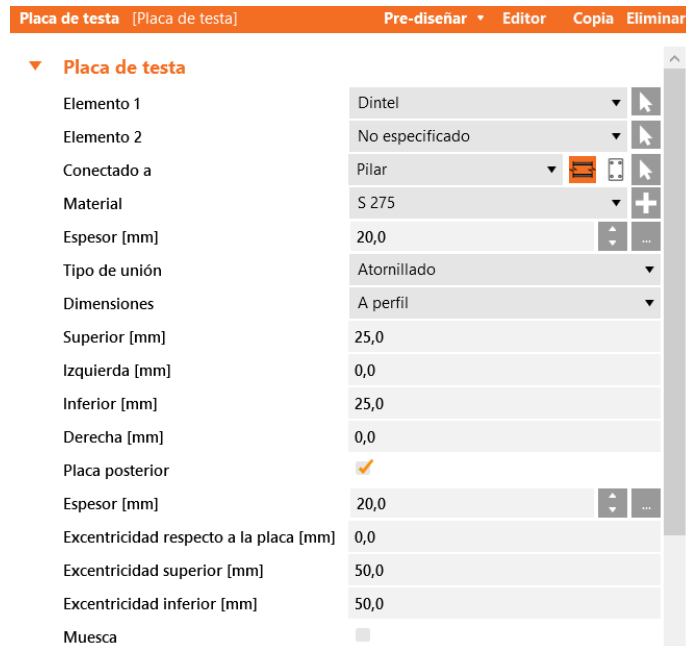 Placa de testa [Placa de testa] Pre-diseñar Editor Copia Eliminar
Placa de testa
Elemento 1 Dintel
Elemento 2 No especificado
Conectado a Pilar
Material S 275
Espesor [mm] 20,0 ...
Tipo de unión Atornillado
Dimensiones A perfil
Superior [mm] 25,0
Izquierda [mm] 0,0
Inferior [mm] 25,0
Derecha [mm] 0,0
Placa posterior
Espesor [mm] 20,0 ...
Excentricidad respecto a la placa [mm] 0,0
Excentricidad superior [mm] 50,0
Excentricidad inferior [mm] 50,0
Muesca